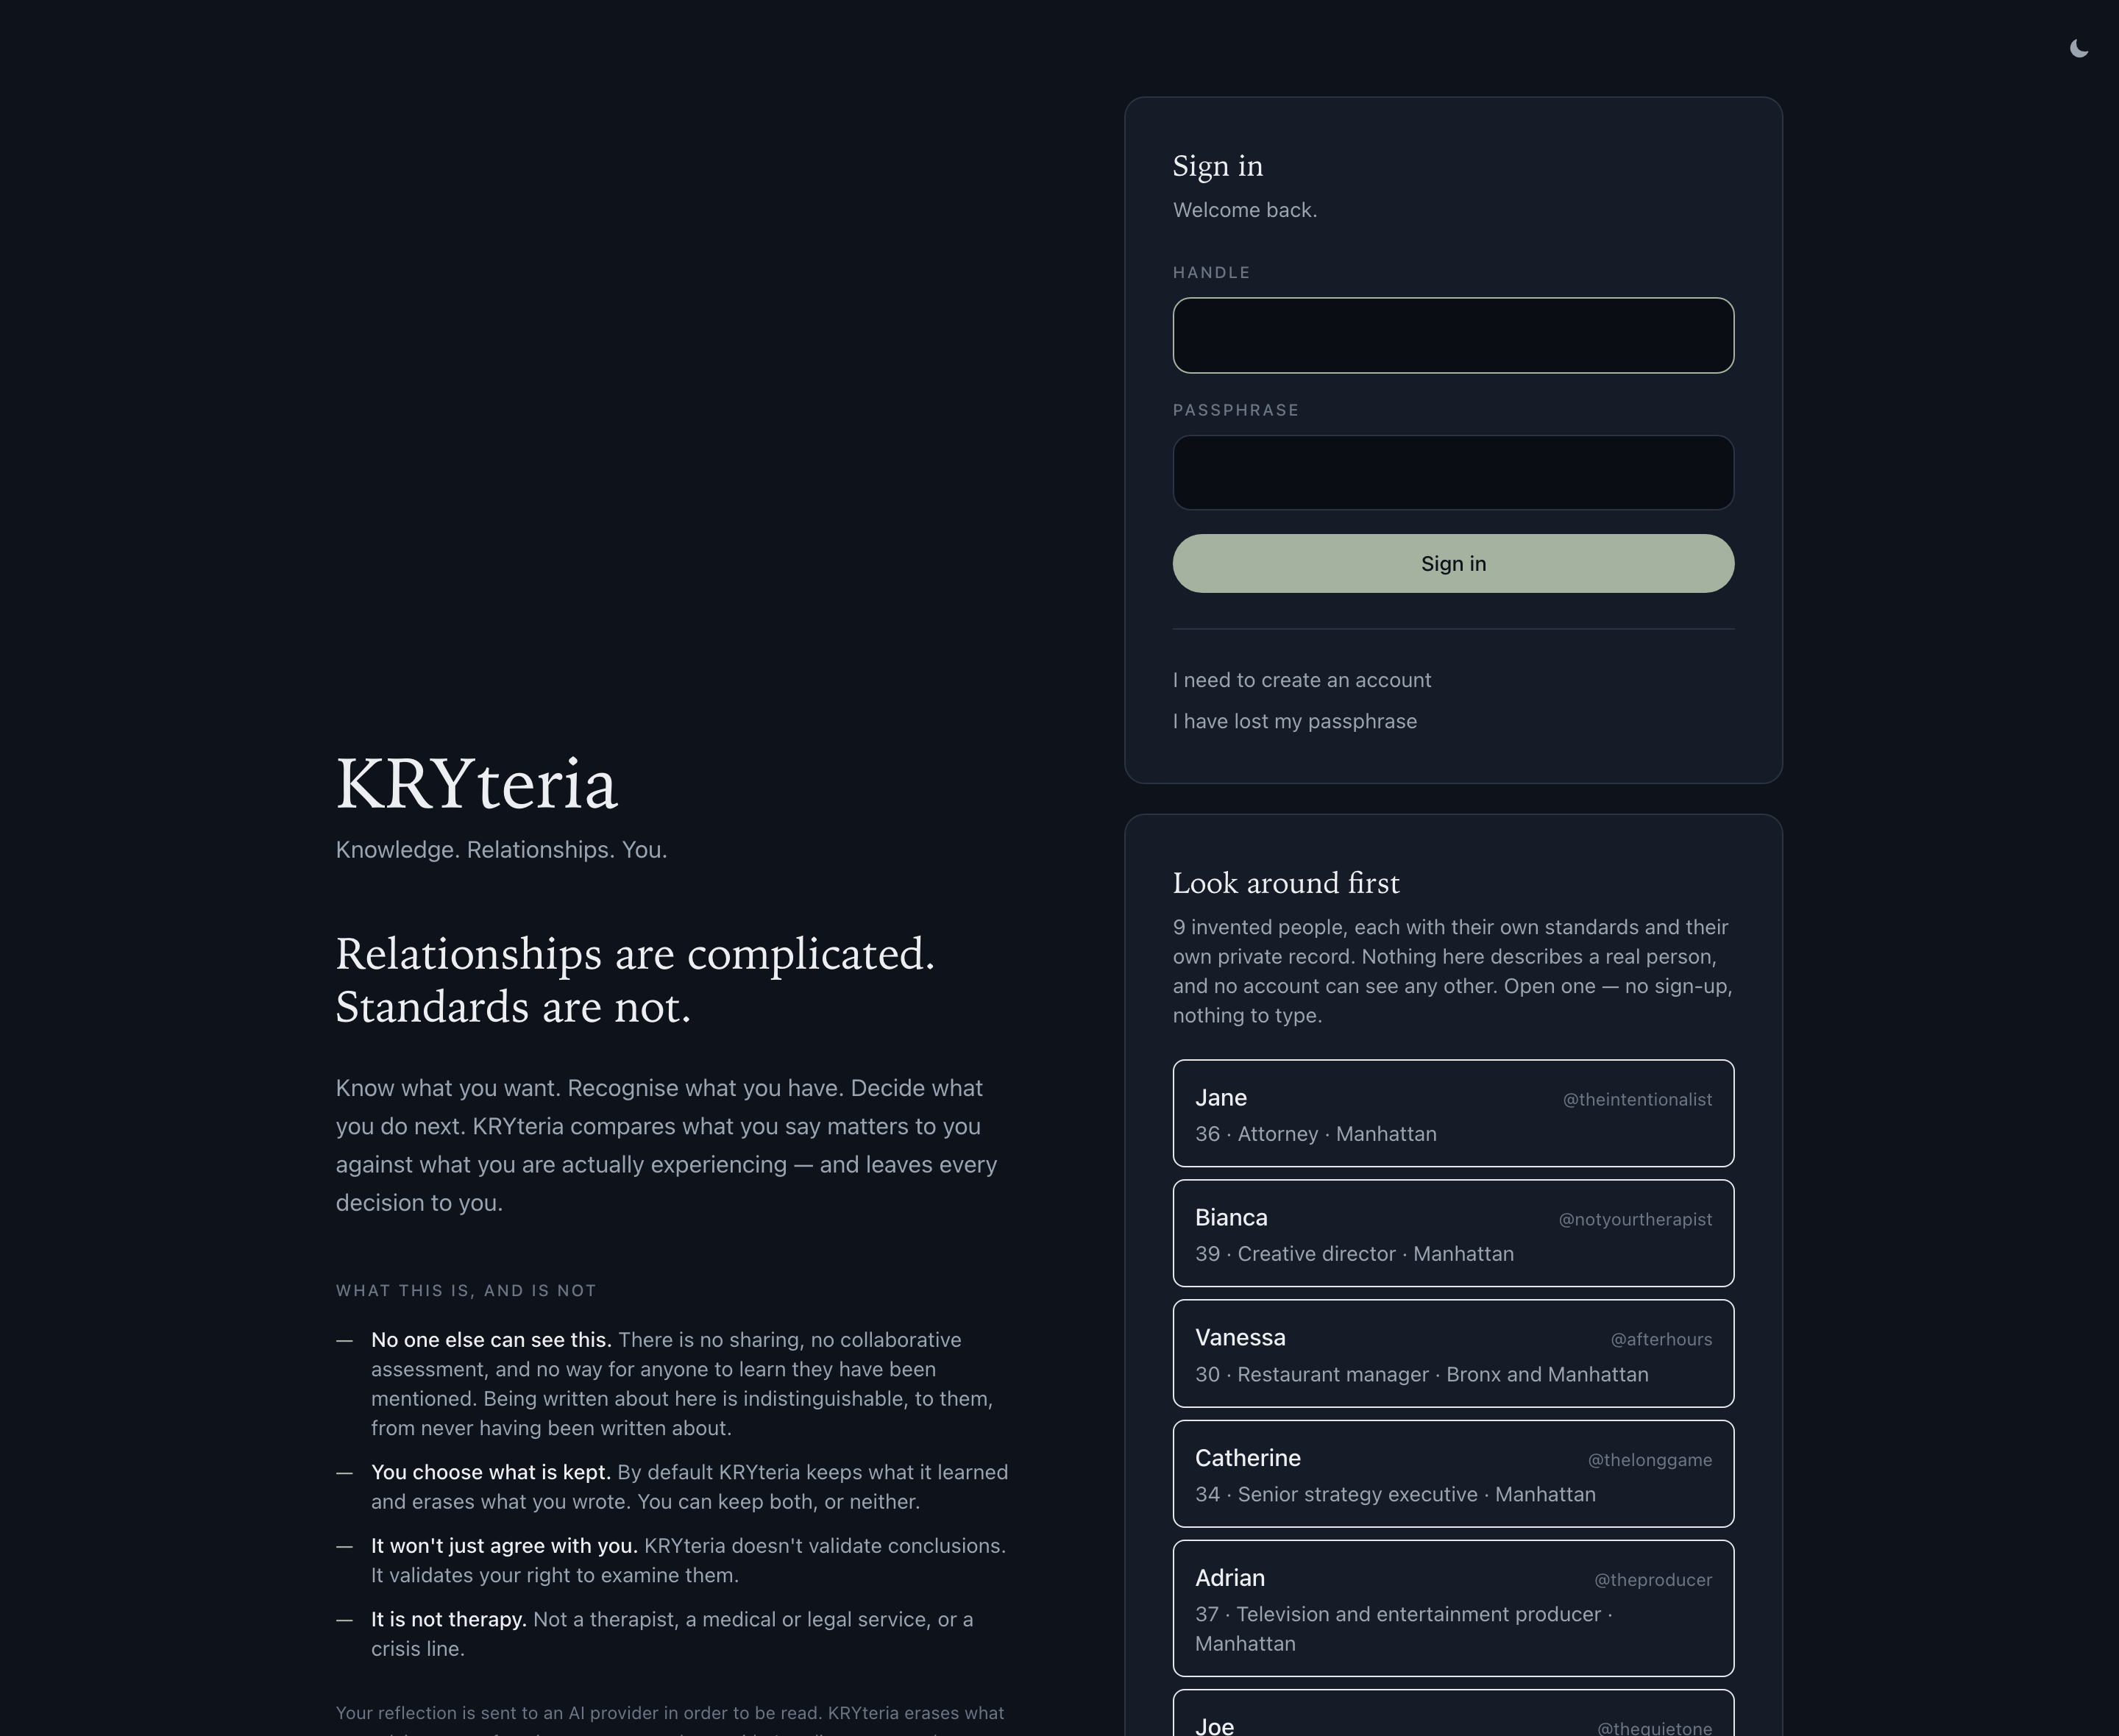 KRYteria
Knowledge. Relationships. You.
Relationships are complicated.
Standards are not.
Know what you want. Recognise what you have. Decide what
you do next. KRYteria compares what you say matters to you
against what you are actually experiencing — and leaves every
decision to you.
WHAT THIS IS, AND IS NOT
— No one else can see this. There is no sharing, no collaborative
assessment, and no way for anyone to learn they have been
mentioned. Being written about here is indistinguishable, to them,
from never having been written about.
— You choose what is kept. By default KRYteria keeps what it learned
and erases what you wrote. You can keep both, or neither.
— It won't just agree with you. KRYteria doesn't validate conclusions.
It validates your right to examine them.
— It is not therapy. Not a therapist, a medical or legal service, or a
crisis line.
Your reflection is sent to an AI provider in order to be read. KRYteria erases what
Sign in
Welcome back.
HANDLE
PASSPHRASE
Sign in
I need to create an account
I have lost my passphrase
Look around first
9 invented people, each with their own standards and their
own private record. Nothing here describes a real person,
and no account can see any other. Open one — no sign-up,
nothing to type.
Jane @theintentionalist
36 · Attorney · Manhattan
Bianca @notyourtherapist
39 · Creative director · Manhattan
Vanessa @afterhours
30 · Restaurant manager · Bronx and Manhattan
Catherine @thelonggame
34 · Senior strategy executive · Manhattan
Adrian @theproducer
37 · Television and entertainment producer ·
Manhattan
Joe @thequietone